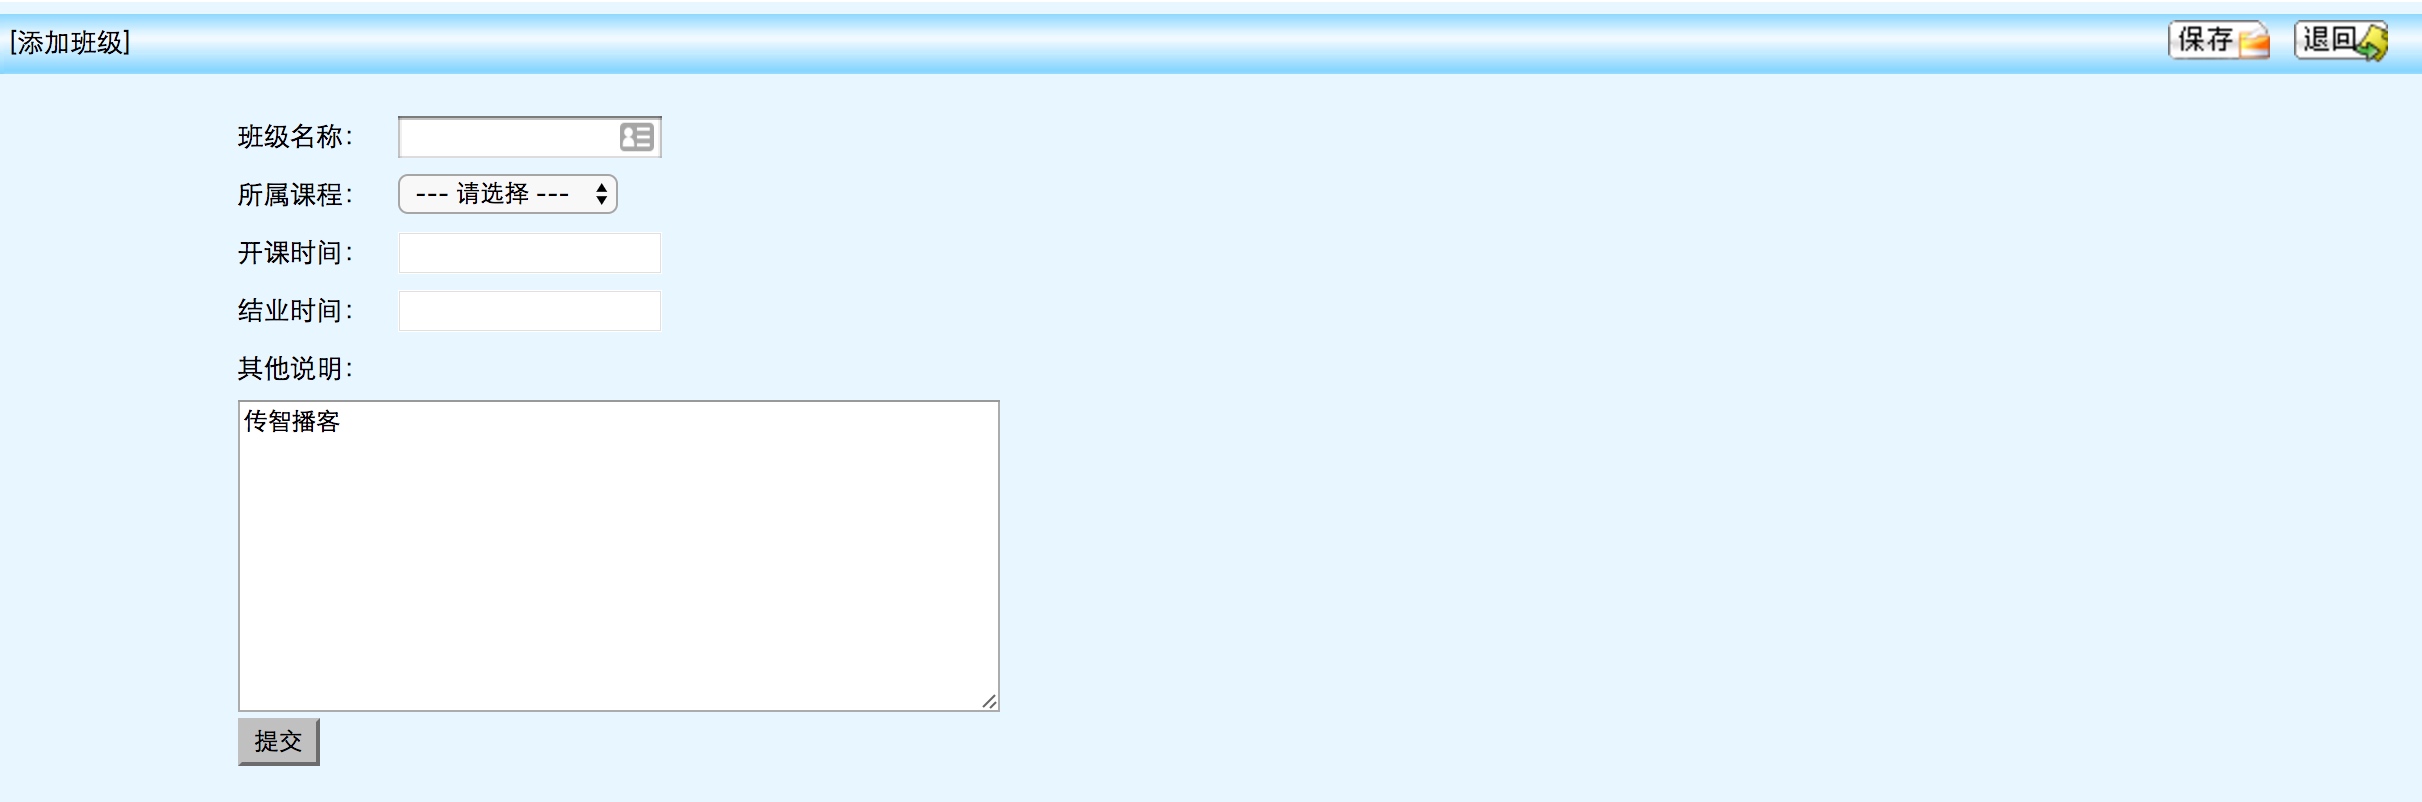 [添加班级] 保存 退回
班级名称：
所属课程： --- 请选择 ---
开课时间：
结业时间：
其他说明：
传智播客
提交